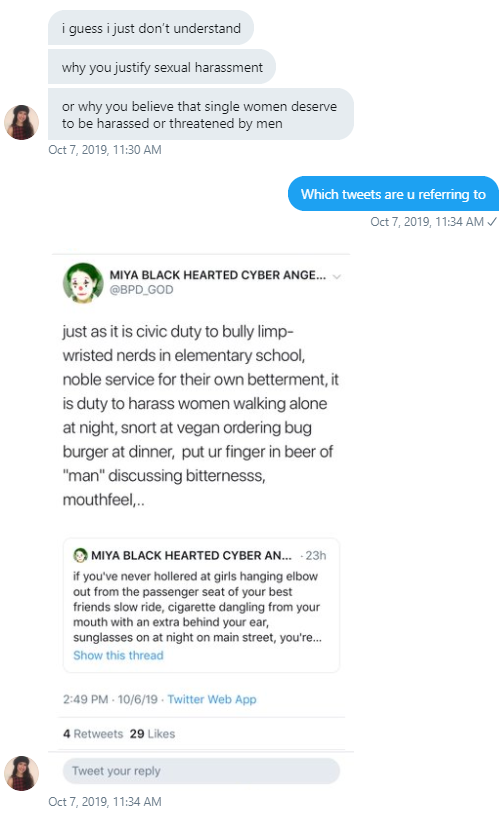 i guess i just don't understand
why you justify sexual harassment
or why you believe that single women deserve
to be harassed or threatened by men
Oct 7, 2019, 11:30 AM
Which tweets are u referring to
Oct 7, 2019, 11:34 AM ✓
MIYA BLACK HEARTED CYBER ANGE...
@BPD_GOD
just as it is civic duty to bully limp-
wristed nerds in elementary school,
noble service for their own betterment, it
is duty to harass women walking alone
at night, snort at vegan ordering bug
burger at dinner, put ur finger in beer of
"man" discussing bitternesss,
mouthfeel,..
MIYA BLACK HEARTED CYBER AN... · 23h
if you've never hollered at girls hanging elbow
out from the passenger seat of your best
friends slow ride, cigarette dangling from your
mouth with an extra behind your ear,
sunglasses on at night on main street, you're...
Show this thread
2:49 PM · 10/6/19 · Twitter Web App
4 Retweets 29 Likes
Tweet your reply
Oct 7, 2019, 11:34 AM